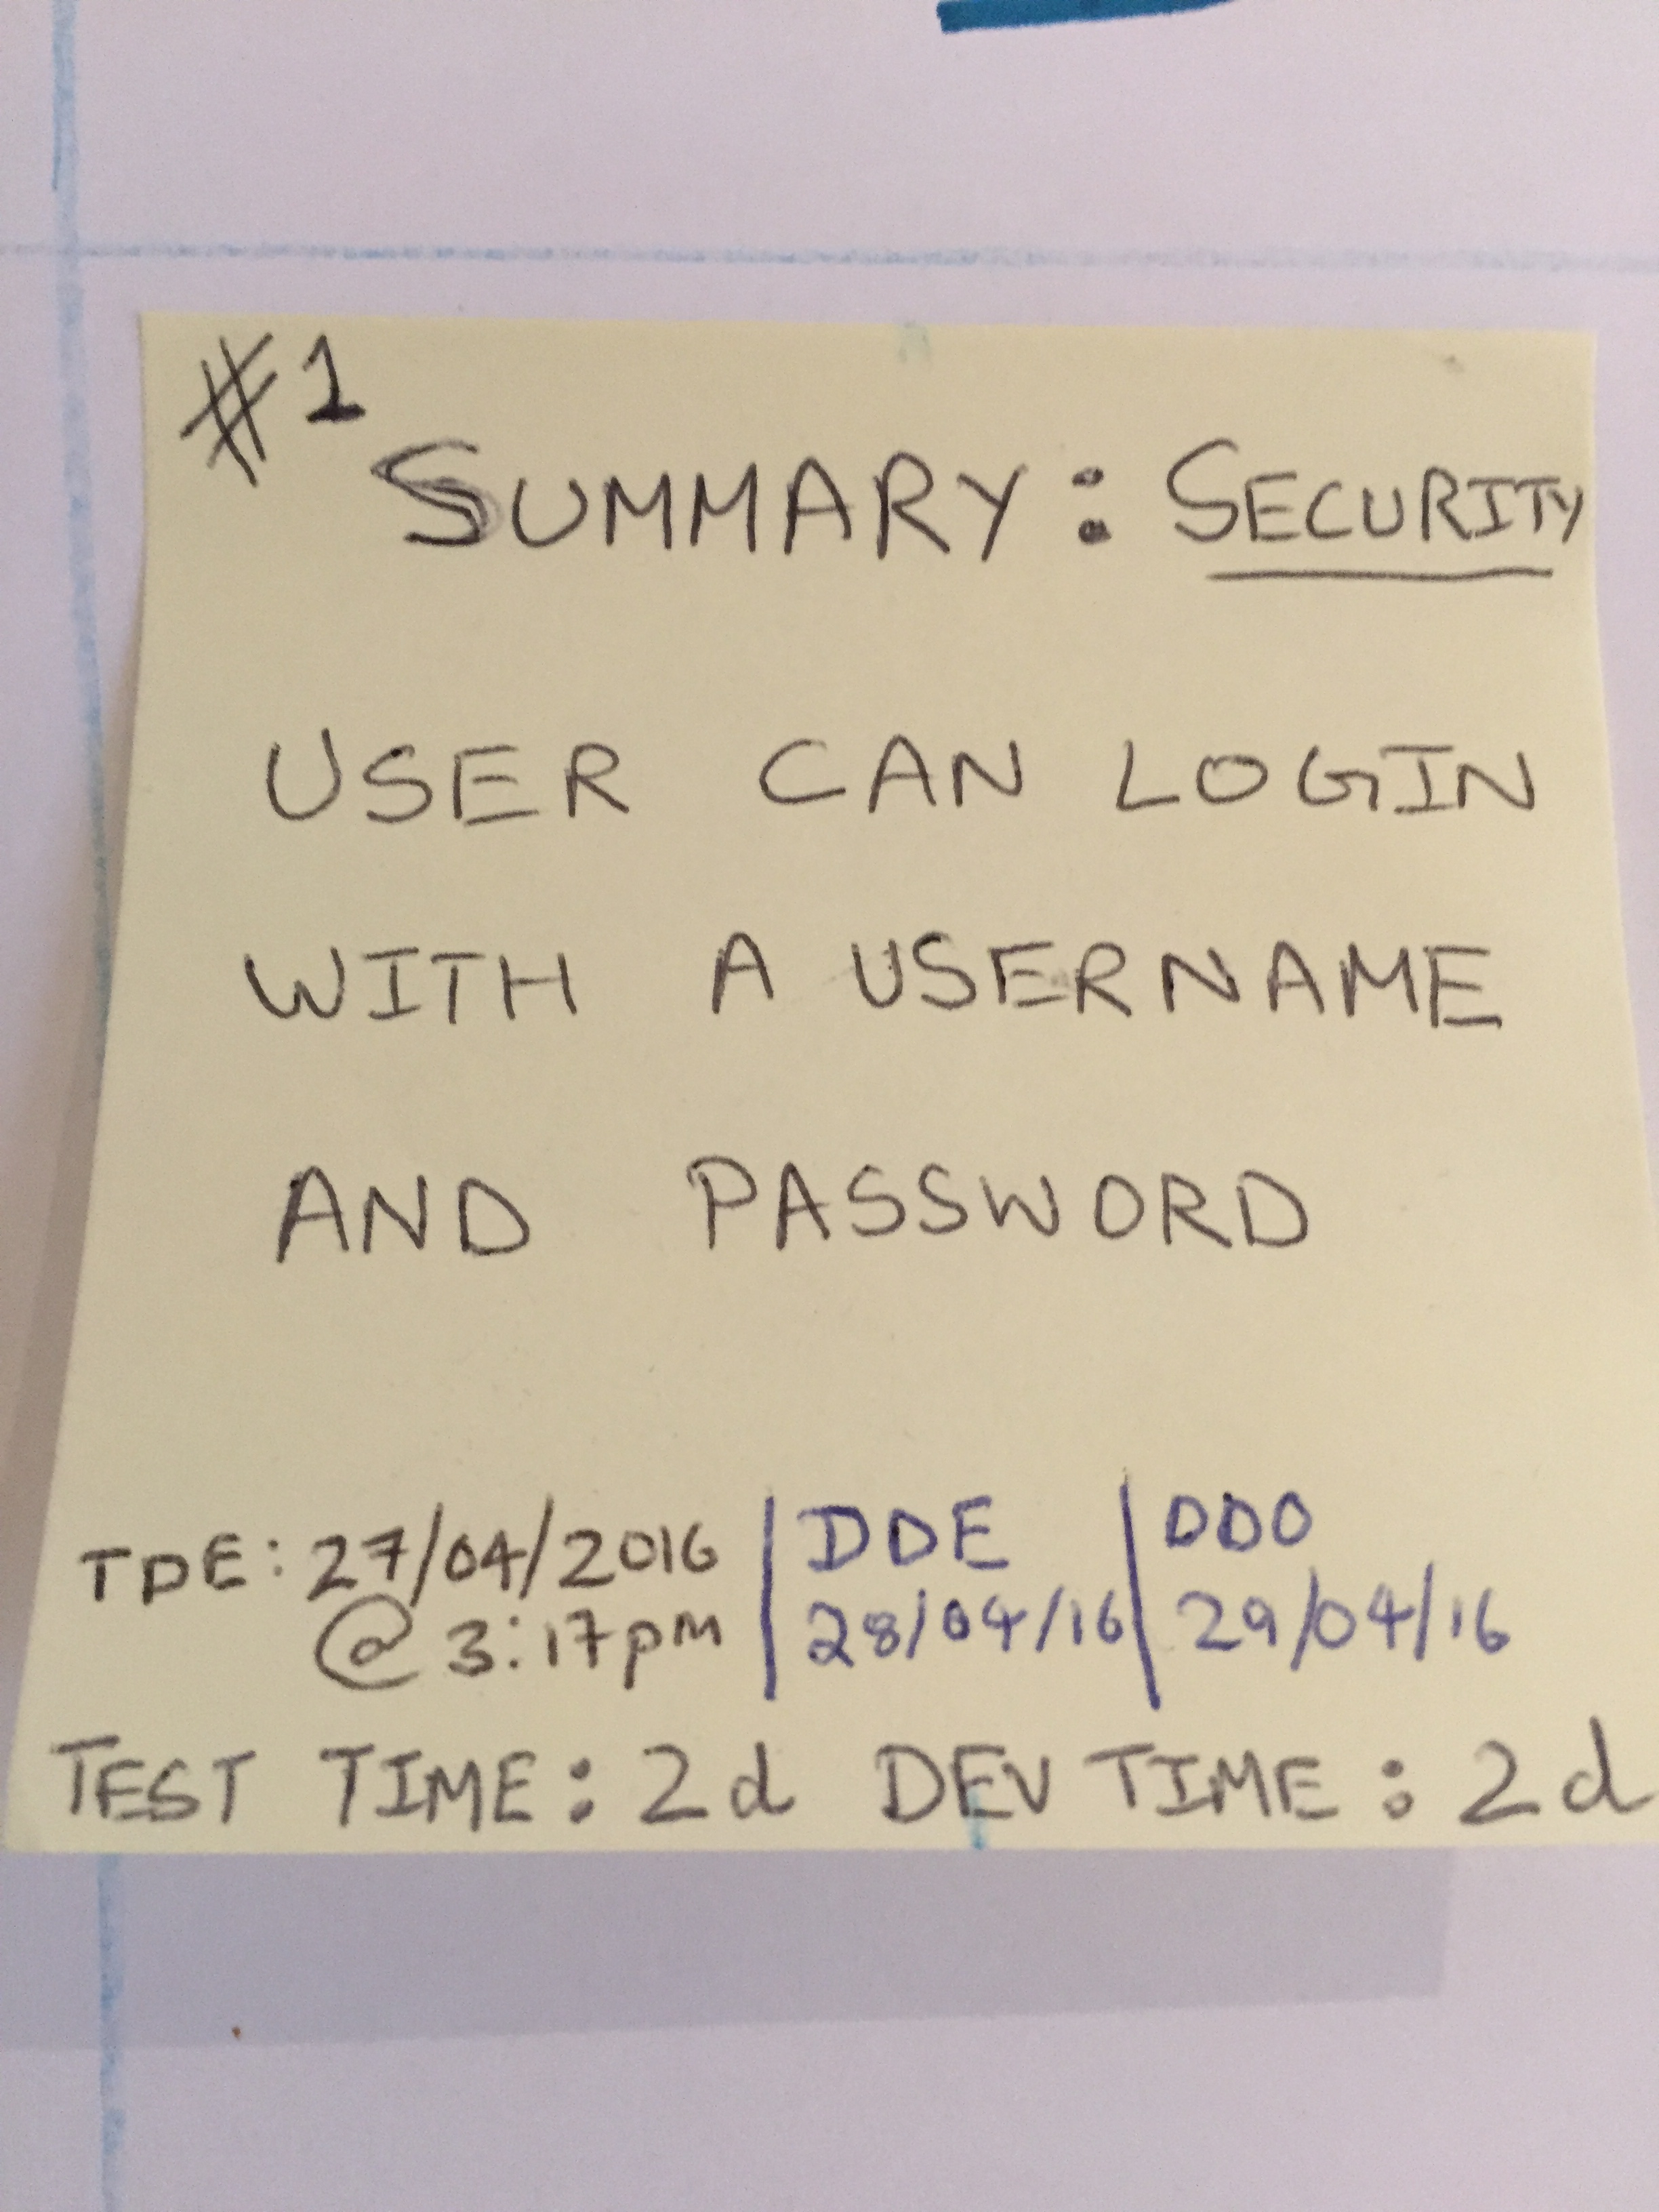 #1
SUMMARY: SECURITY
USER CAN LOGIN
WITH A USERNAME
AND PASSWORD
TDE: 27/04/2016 | DDE | DDO
@ 3:17pm | 28/04/16 | 29/04/16
TEST TIME: 2d DEV TIME: 2d